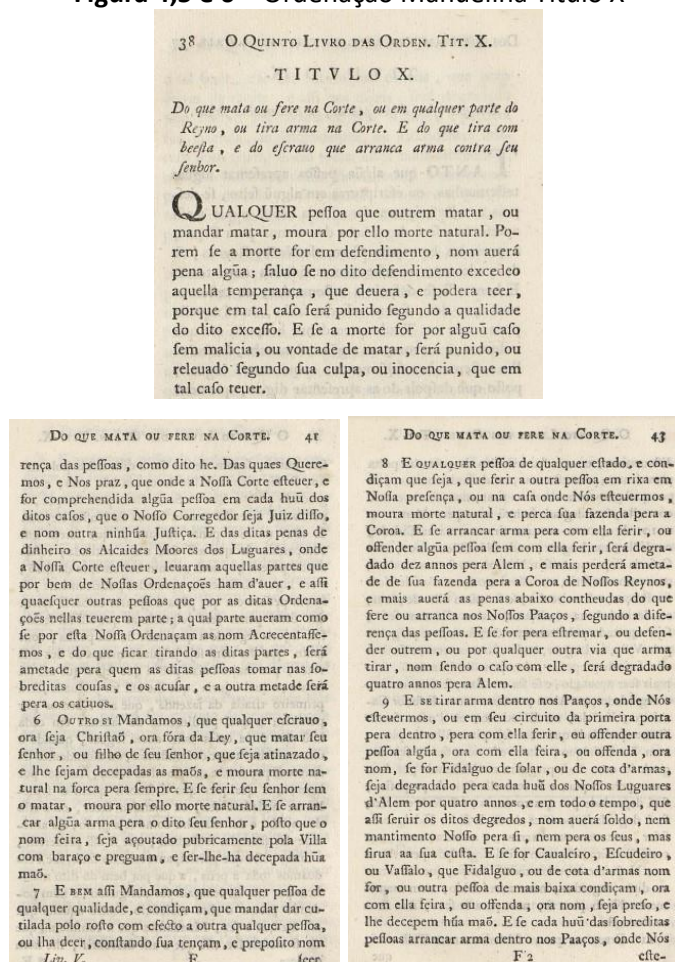 Figura 4,5 e 6 – Ordenação Manuelina Título X
38 O Quinto Livro das Orden. Tit. X.
TITVLO X.
Do que mata ou fere na Corte, ou em qualquer parte do
Reyno, ou tira arma na Corte. E do que tira com
beeſta, e do eſcrauo que arranca arma contra ſeu
ſenhor.
QUALQUER peſſoa que outrem matar, ou
mandar matar, moura por ello morte natural. Po-
rem ſe a morte for em defendimento, nom auerá
pena algũa; ſaluo ſe no dito defendimento excedeo
aquella temperança, que deuera, e podera teer,
porque em tal caſo ſerá punido ſegundo a qualidade
do dito exceſſo. E ſe a morte for por alguũ caſo
ſem malicia, ou vontade de matar, ſerá punido, ou
releuado ſegundo ſua culpa, ou inocencia, que em
tal caſo teuer.
Do que mata ou fere na Corte. 41
rença das peſſoas, como dito he. Das quaes Quere-
mos, e Nos praz, que onde a Noſſa Corte eſteuer, e
for comprehendida algũa peſſoa em cada huũ dos
ditos caſos, que o Noſſo Corregedor ſeja Juiz diſſo,
e nom outra ninhũa Juſtiça. E das ditas penas de
dinheiro os Alcaides Moores dos Luguares, onde
a Noſſa Corte eſteuer, leuaram aquellas partes que
por bem de Noſſas Ordenaçoẽs ham d'auer, e aſſi
quaeſquer outras peſſoas que por as ditas Ordena-
çoẽs nellas teuerem parte; a qual parte aueram como
ſe por eſta Noſſa Ordenaçam as nom Acrecentaſſe-
mos, e do que ficar tirando as ditas partes, ſerá
ametade pera quem as ditas peſſoas tomar nas ſo-
breditas couſas, e os acuſar, e a outra metade ſerá
pera os catiuos.
6 Outro si Mandamos, que qualquer eſcrauo,
ora ſeja Chriſtaõ, ora fóra da Ley, que matar ſeu
ſenhor, ou filho de ſeu ſenhor, que ſeja atinazado,
e lhe ſejam decepadas as maõs, e moura morte na-
tural na forca pera ſempre. E ſe ferir ſeu ſenhor ſem
o matar, moura por ello morte natural. E ſe arran-
car algũa arma pera o dito ſeu ſenhor, poſto que o
nom feira, ſeja açoutado pubricamente pola Villa
com baraço e preguam, e ſer-lhe-ha decepada hũa
maõ.
7 E bem aſſi Mandamos, que qualquer peſſoa de
qualquer qualidade, e condiçam, que mandar dar cu-
tilada polo roſto com efecto a outra qualquer peſſoa,
ou lha deer, conſtando ſua tençam, e prepoſito nom
Liv. V. F ſeer
Do que mata ou fere na Corte. 43
8 E qualquer peſſoa de qualquer eſtado, e con-
diçam que ſeja, que ferir a outra peſſoa em rixa em
Noſſa preſença, ou na caſa onde Nós eſteuermos,
moura morte natural, e perca ſua fazenda pera a
Coroa. E ſe arrancar arma pera com ella ferir, ou
offender algũa peſſoa ſem com ella ferir, ſerá degra-
dado dez annos pera Alem, e mais perderá ameta-
de de ſua fazenda pera a Coroa de Noſſos Reynos,
e mais auerá as penas abaixo contheudas do que
fere ou arranca nos Noſſos Paaços, ſegundo a dife-
rença das peſſoas. E ſe for pera eſtremar, ou defen-
der outrem, ou por qualquer outra via que arma
tirar, nom ſendo o caſo com elle, ſerá degradado
quatro annos pera Alem.
9 E se tirar arma dentro nos Paaços, onde Nós
eſteuermos, ou em ſeu circuito da primeira porta
pera dentro, pera com ella ferir, ou offender outra
peſſoa algũa, ora com ella feira, ou offenda, ora
nom, ſe for Fidalguo de ſolar, ou de cota d'armas,
ſeja degradado pera cada huũ dos Noſſos Luguares
d'Alem por quatro annos, e em todo o tempo, que
aſſi ſeruir os ditos degredos, nom auerá ſoldo, nem
mantimento Noſſo pera ſi, nem pera os ſeus, mas
ſirua aa ſua cuſta. E ſe for Caualeiro, Eſcudeiro,
ou Vaſſalo, que Fidalguo, ou de cota d'armas nom
for, ou outra peſſoa de mais baixa condiçam, ora
com ella feira, ou offenda, ora nom, ſeja preſo, e
lhe decepem hũa maõ. E ſe cada huũ das ſobreditas
peſſoas arrancar arma dentro nos Paaços, onde Nós
F 2 eſte-